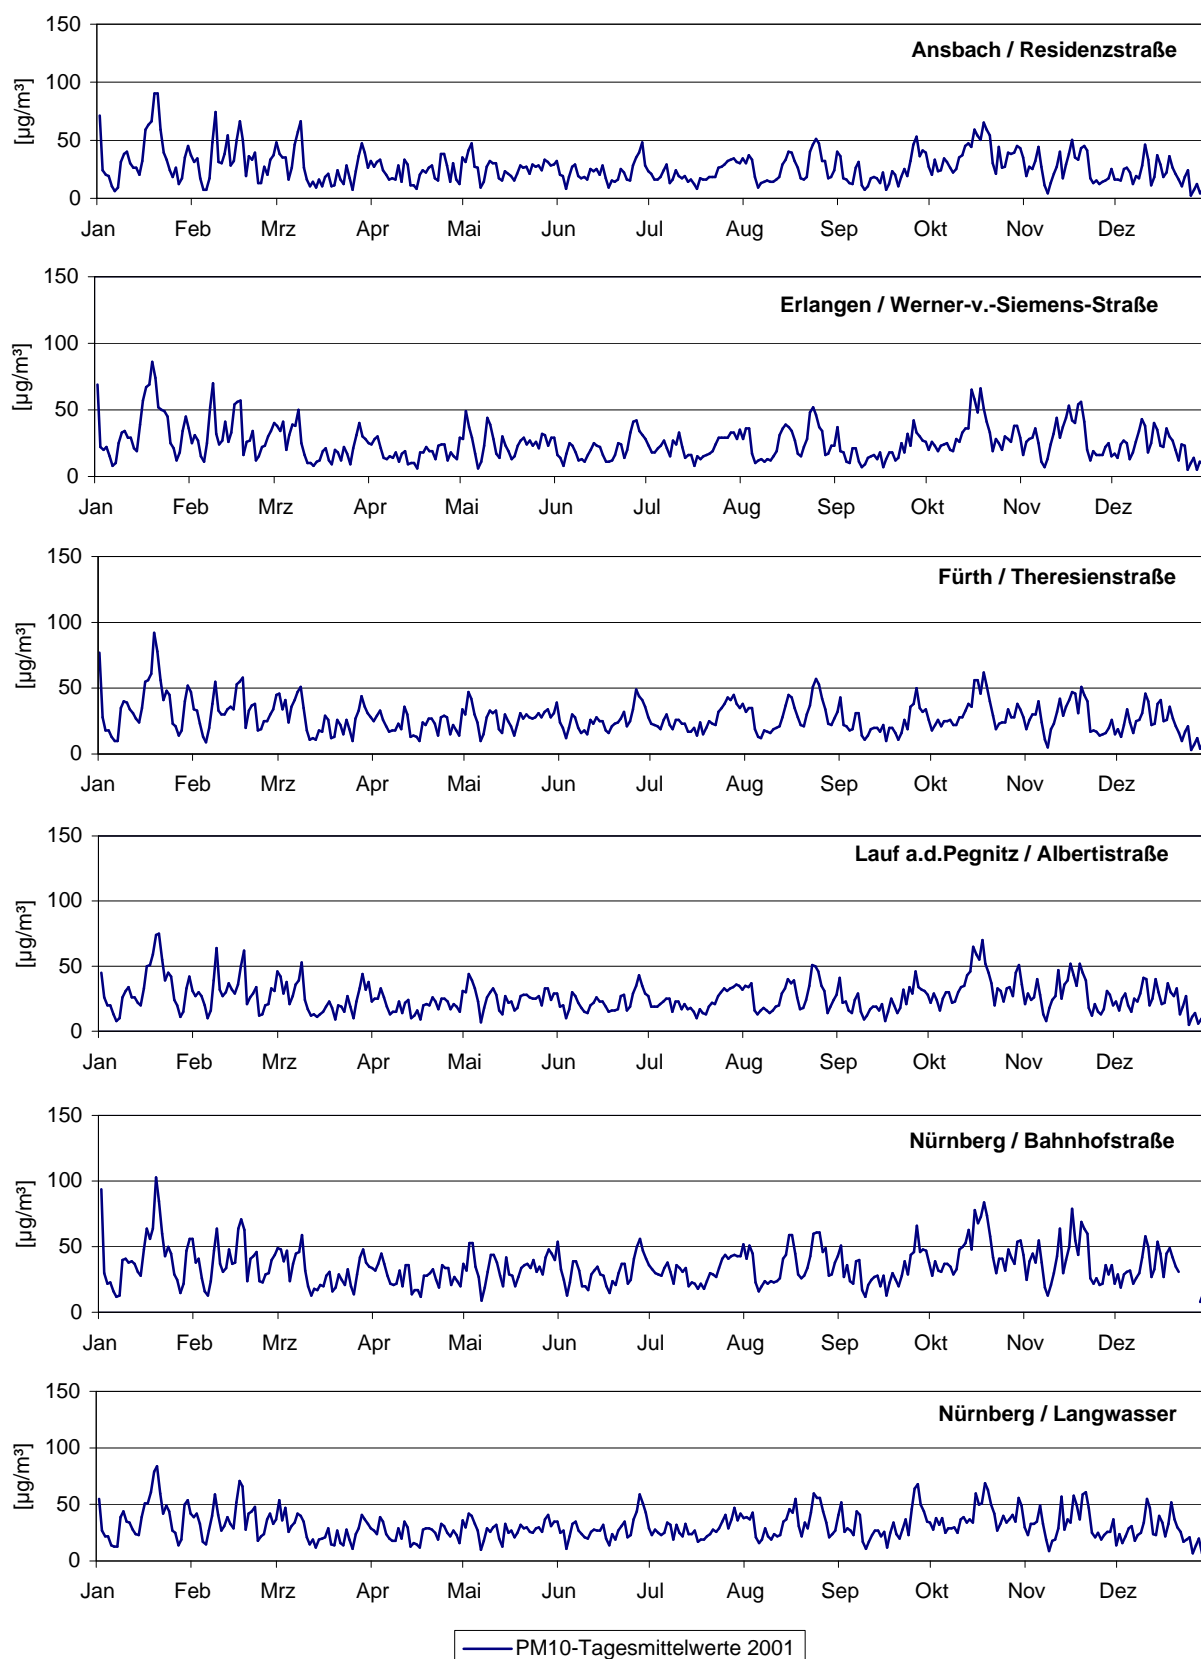 Ansbach / Residenzstraße
[µg/m³]
150
100
50
0
Jan Feb Mrz Apr Mai Jun Jul Aug Sep Okt Nov Dez
Erlangen / Werner-v.-Siemens-Straße
[µg/m³]
150
100
50
0
Jan Feb Mrz Apr Mai Jun Jul Aug Sep Okt Nov Dez
Fürth / Theresienstraße
[µg/m³]
150
100
50
0
Jan Feb Mrz Apr Mai Jun Jul Aug Sep Okt Nov Dez
Lauf a.d.Pegnitz / Albertistraße
[µg/m³]
150
100
50
0
Jan Feb Mrz Apr Mai Jun Jul Aug Sep Okt Nov Dez
Nürnberg / Bahnhofstraße
[µg/m³]
150
100
50
0
Jan Feb Mrz Apr Mai Jun Jul Aug Sep Okt Nov Dez
Nürnberg / Langwasser
[µg/m³]
150
100
50
0
Jan Feb Mrz Apr Mai Jun Jul Aug Sep Okt Nov Dez
PM10-Tagesmittelwerte 2001